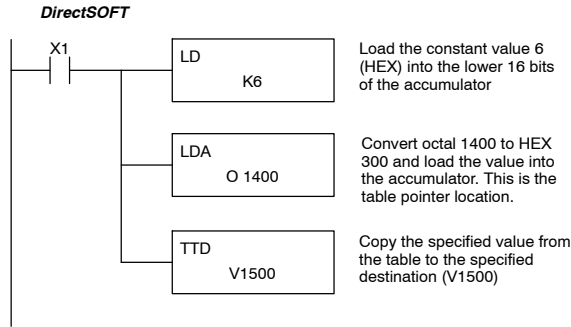 DirectSOFT
X1
LD
K6
Load the constant value 6
(HEX) into the lower 16 bits
of the accumulator
LDA
O 1400
Convert octal 1400 to HEX
300 and load the value into
the accumulator. This is the
table pointer location.
TTD
V1500
Copy the specified value from
the table to the specified
destination (V1500)